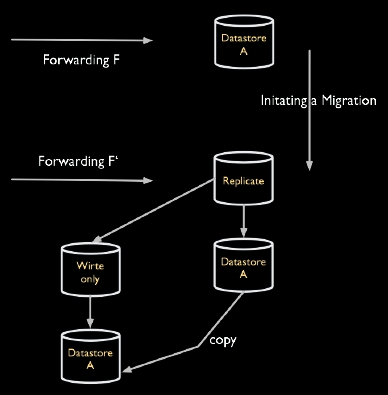 Datastore
A
Forwarding F
Initating a Migration
Forwarding F'
Replicate
Wirte
only
Datastore
A
copy
Datastore
A